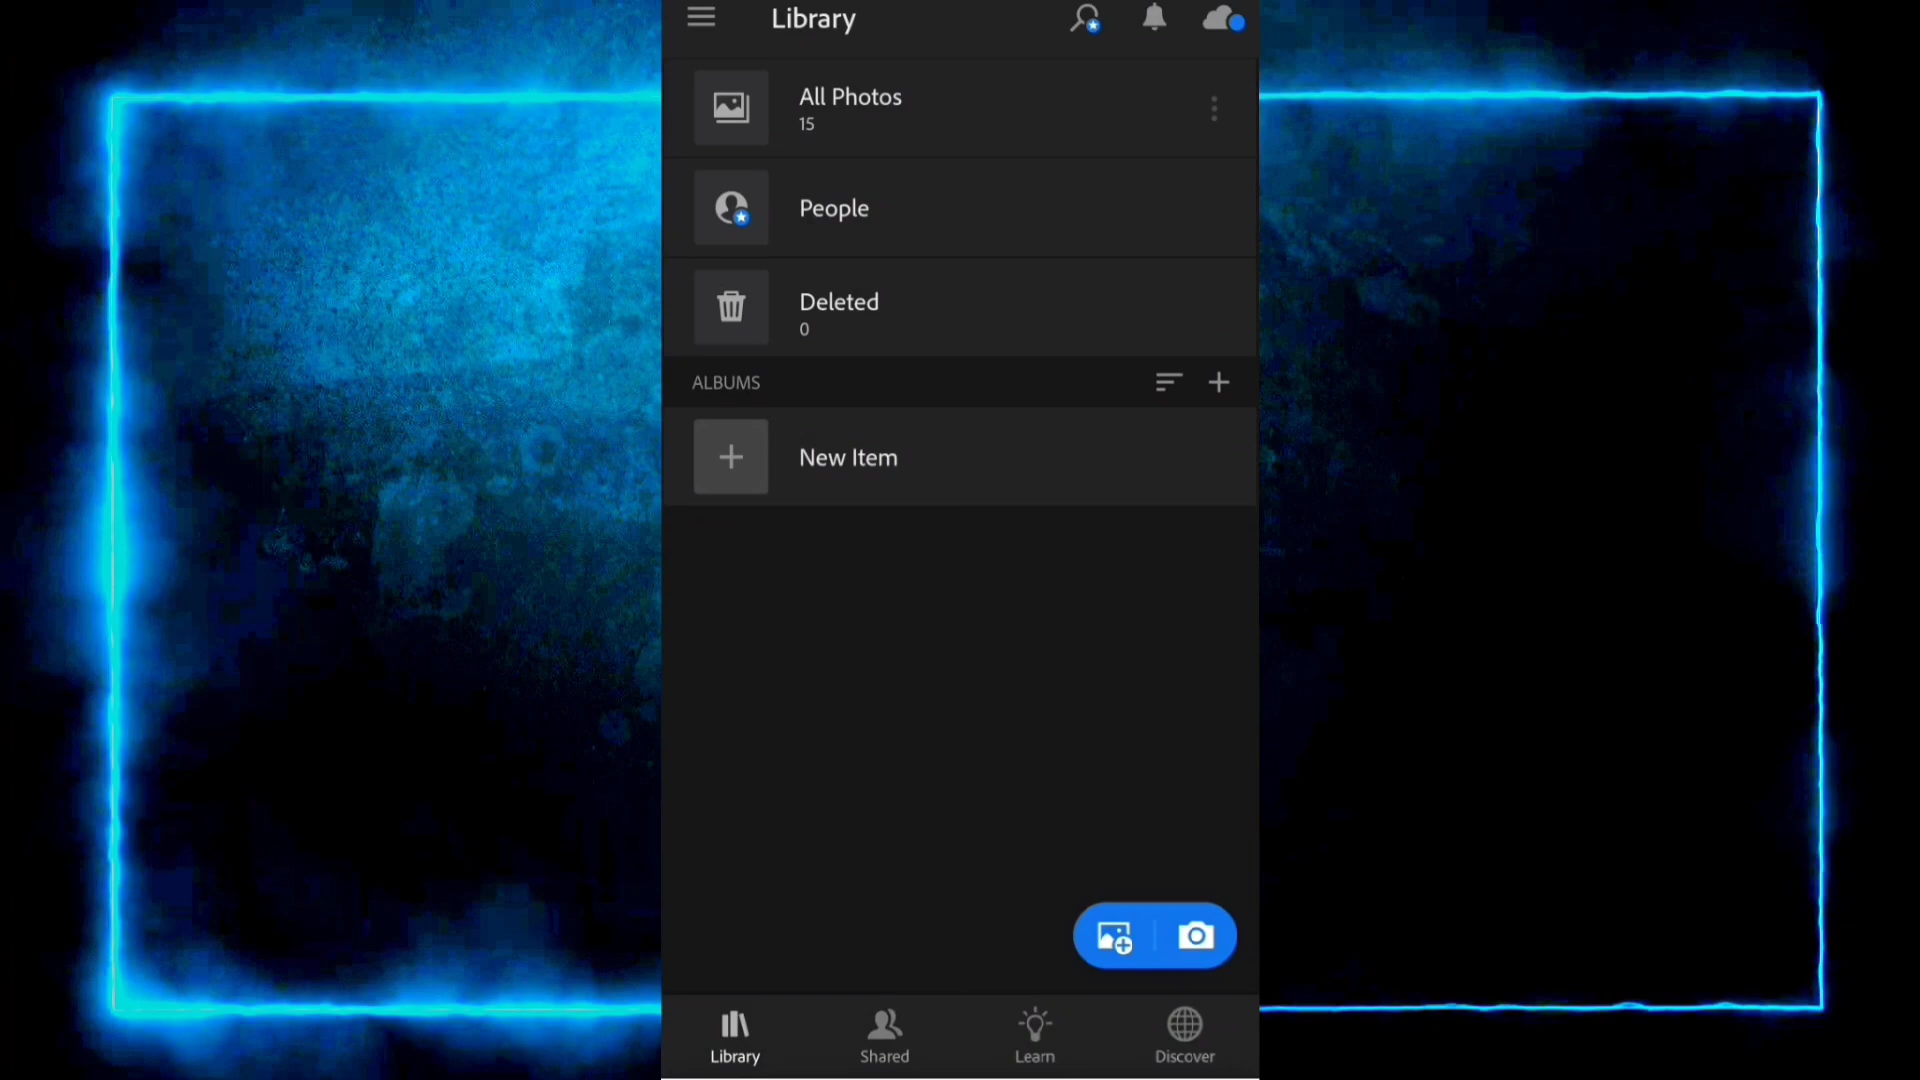 Library
All Photos
15
People
Deleted
0
ALBUMS
New Item
Library
Shared
Learn
Discover